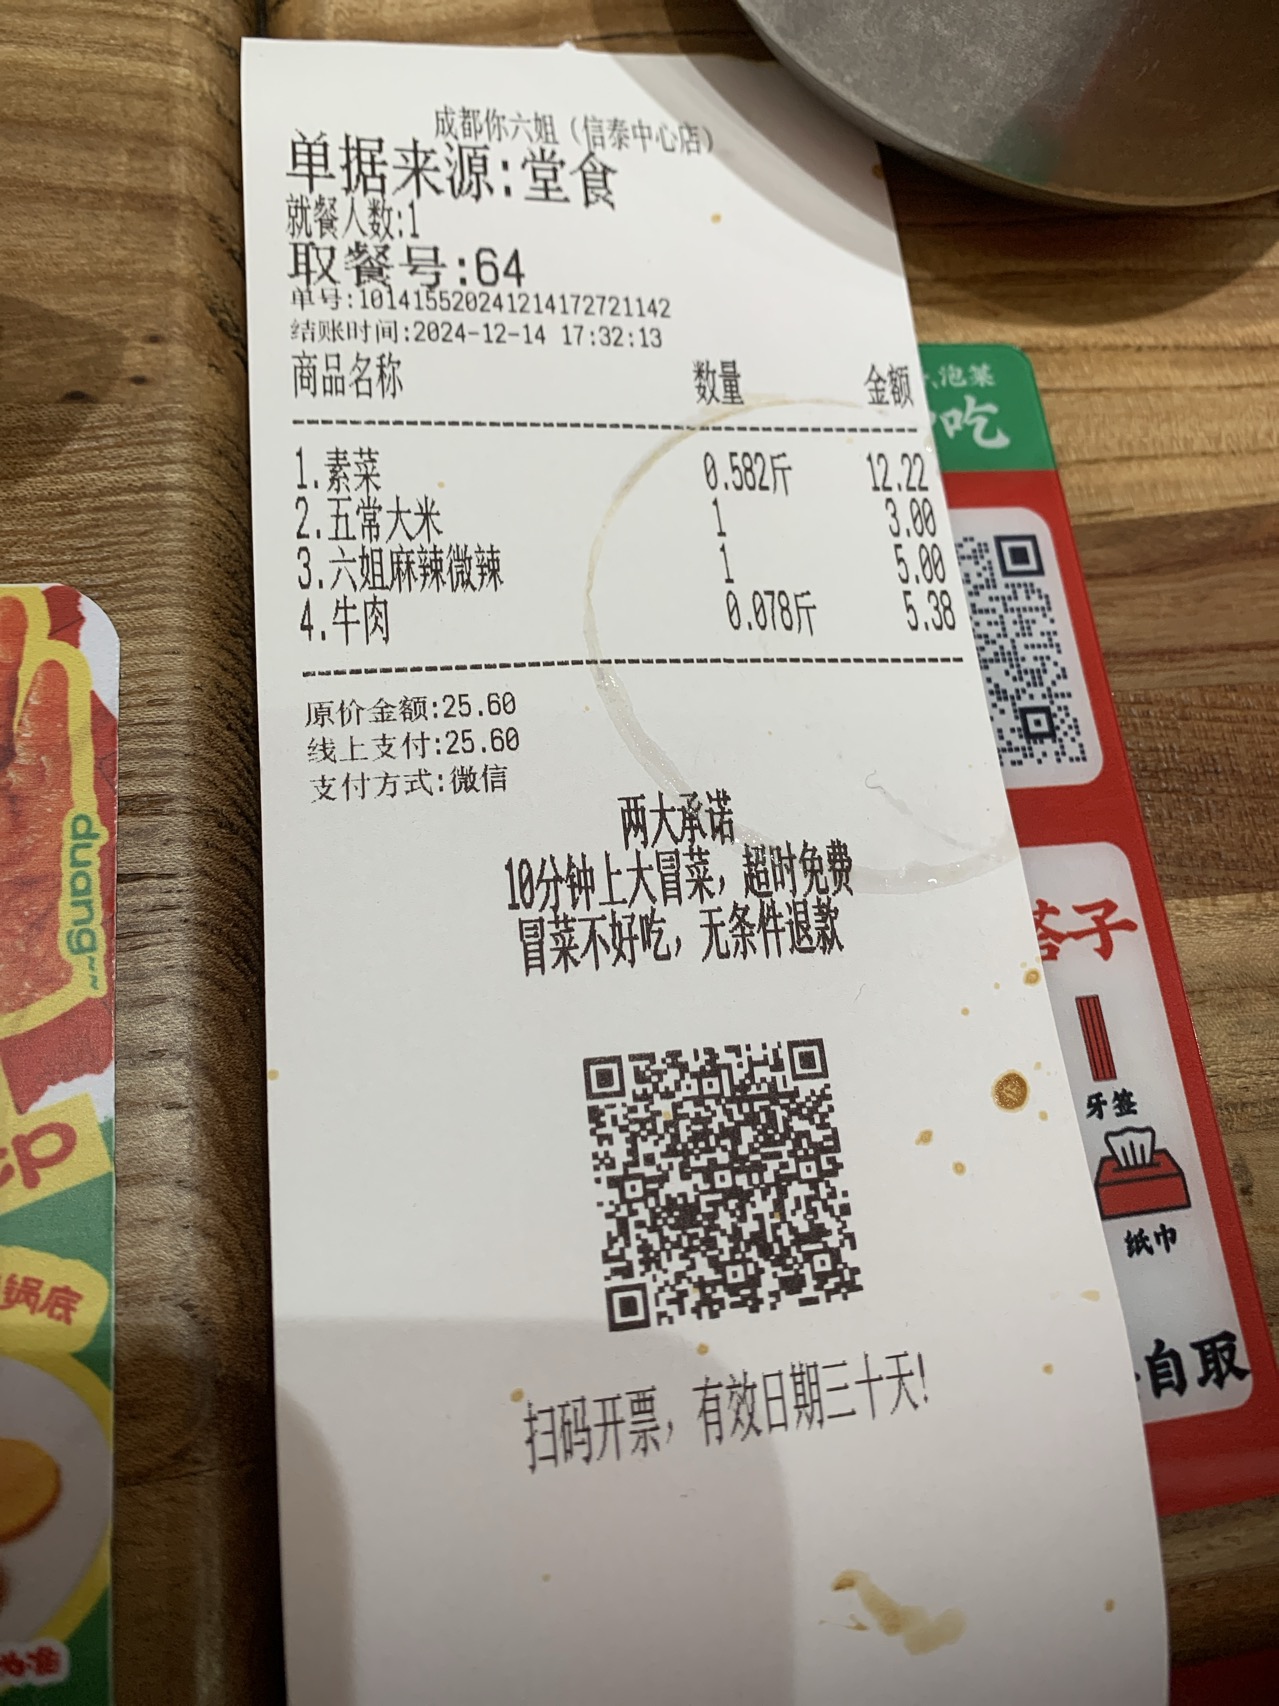 成都你六姐（信泰中心店）
单据来源:堂食
就餐人数:1
取餐号:64
单号:1014155202412141727211​42
结账时间:2024-12-14 17:32:13
商品名称 数量 金额
1.素菜 0.582斤 12.22
2.五常大米 1 3.00
3.六姐麻辣微辣 1 5.00
4.牛肉 0.078斤 5.38
原价金额:25.60
线上支付:25.60
支付方式:微信
两大承诺
10分钟上大冒菜，超时免费
冒菜不好吃，无条件退款
扫码开票，有效日期三十天!
泡菜
吃
子
牙签
纸巾
自取
duang~~
锅底